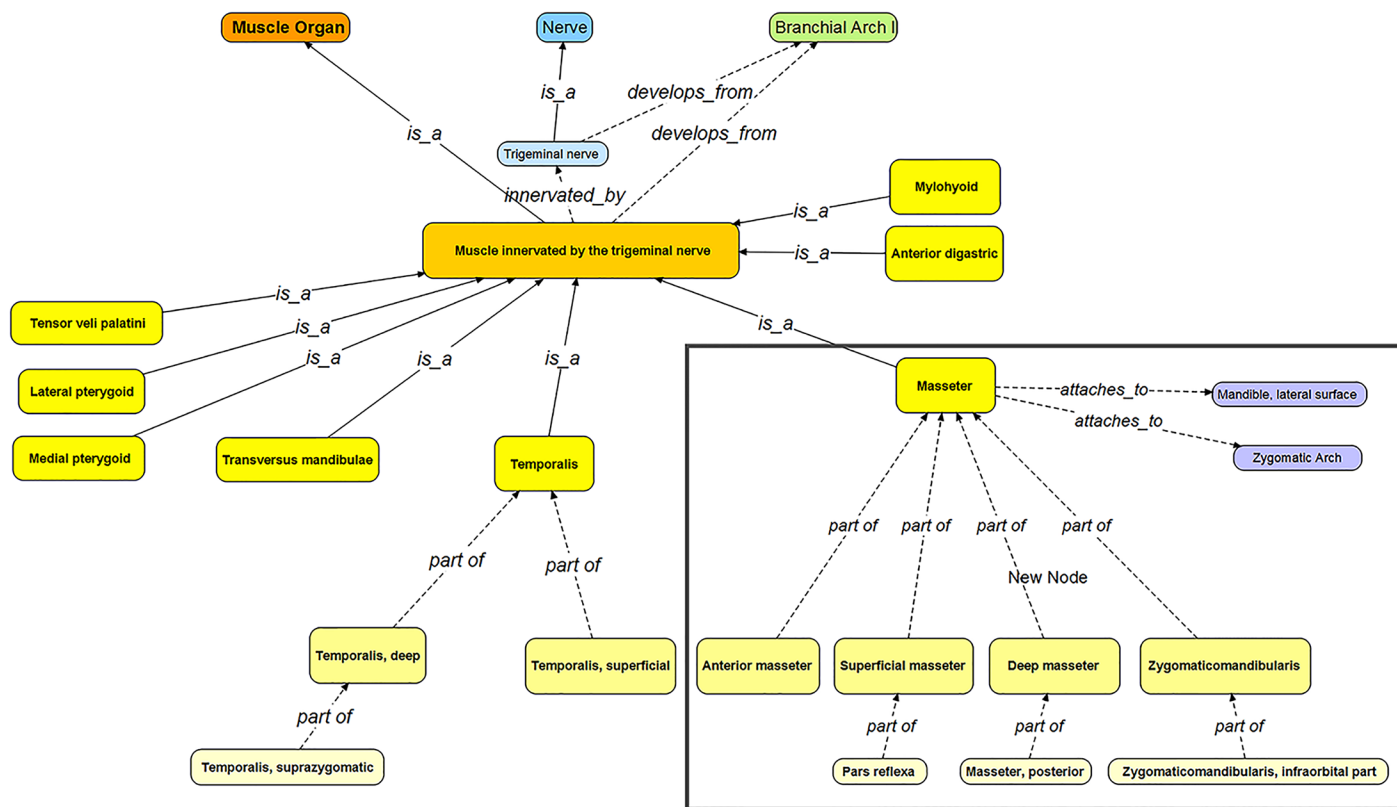 Muscle Organ
Nerve
Branchial Arch I
is_a
develops_from
is_a
develops_from
Trigeminal nerve
innervated_by
Mylohyoid
is_a
Muscle innervated by the trigeminal nerve
is_a
Anterior digastric
is_a
Tensor veli palatini
is_a
is_a
is_a
is_a
is_a
Lateral pterygoid
Masseter
attaches_to
Mandible, lateral surface
attaches_to
Medial pterygoid
Transversus mandibulae
Temporalis
Zygomatic Arch
part of
part of
part of
part of
part of
part of
New Node
Temporalis, deep
Temporalis, superficial
Anterior masseter
Superficial masseter
Deep masseter
Zygomaticomandibularis
part of
part of
part of
part of
Temporalis, suprazygomatic
Pars reflexa
Masseter, posterior
Zygomaticomandibularis, infraorbital part